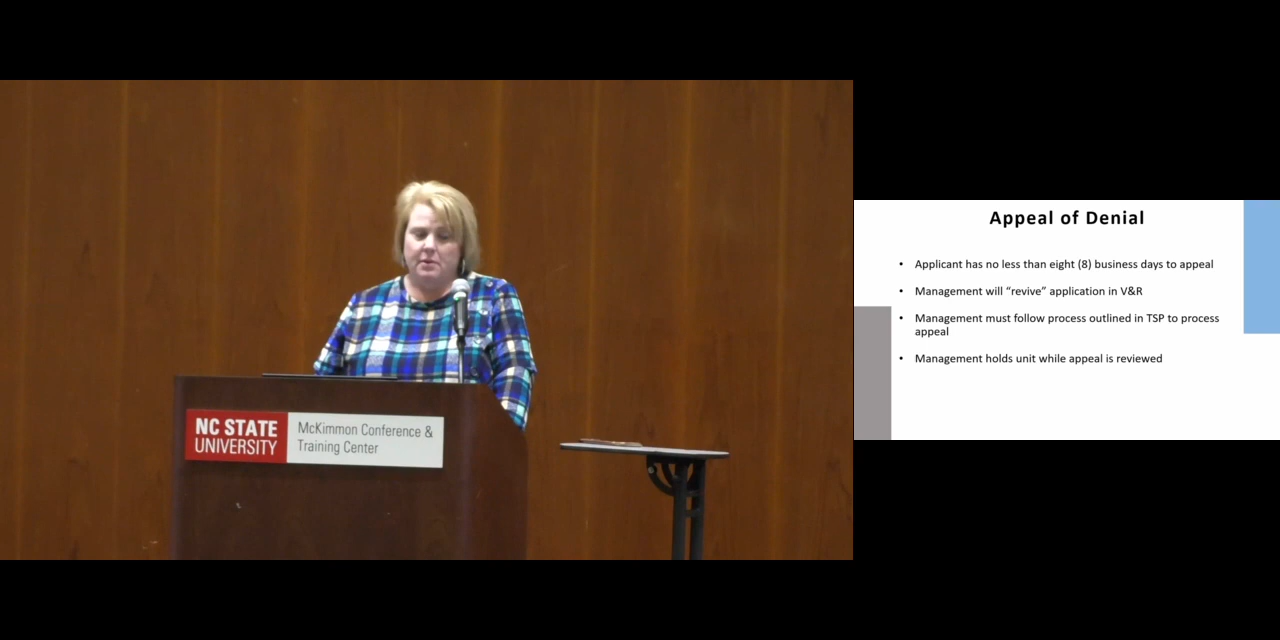 NC STATE
UNIVERSITY
McKimmon Conference &
Training Center
Appeal of Denial
• Applicant has no less than eight (8) business days to appeal
• Management will “revive” application in V&R
• Management must follow process outlined in TSP to process
appeal
• Management holds unit while appeal is reviewed